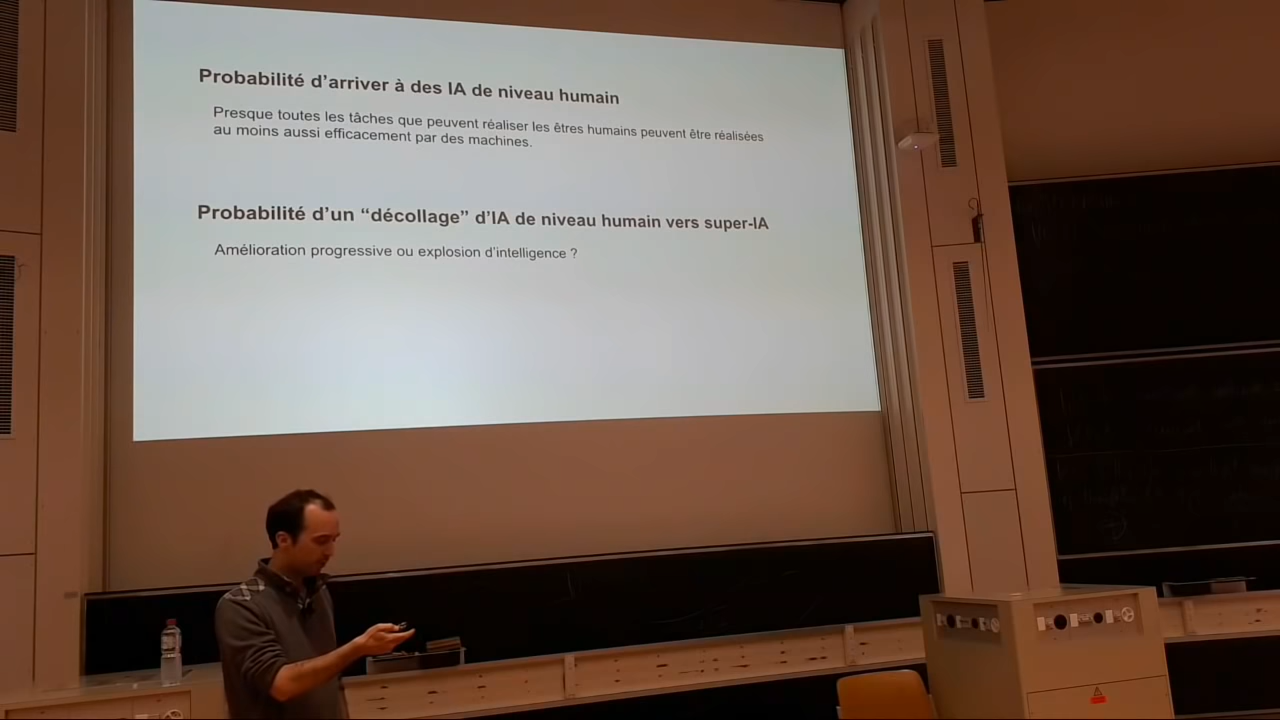 Probabilité d’arriver à des IA de niveau humain
Presque toutes les tâches que peuvent réaliser les êtres humains peuvent être réalisées
au moins aussi efficacement par des machines.
Probabilité d’un “décollage” d’IA de niveau humain vers super-IA
Amélioration progressive ou explosion d’intelligence ?